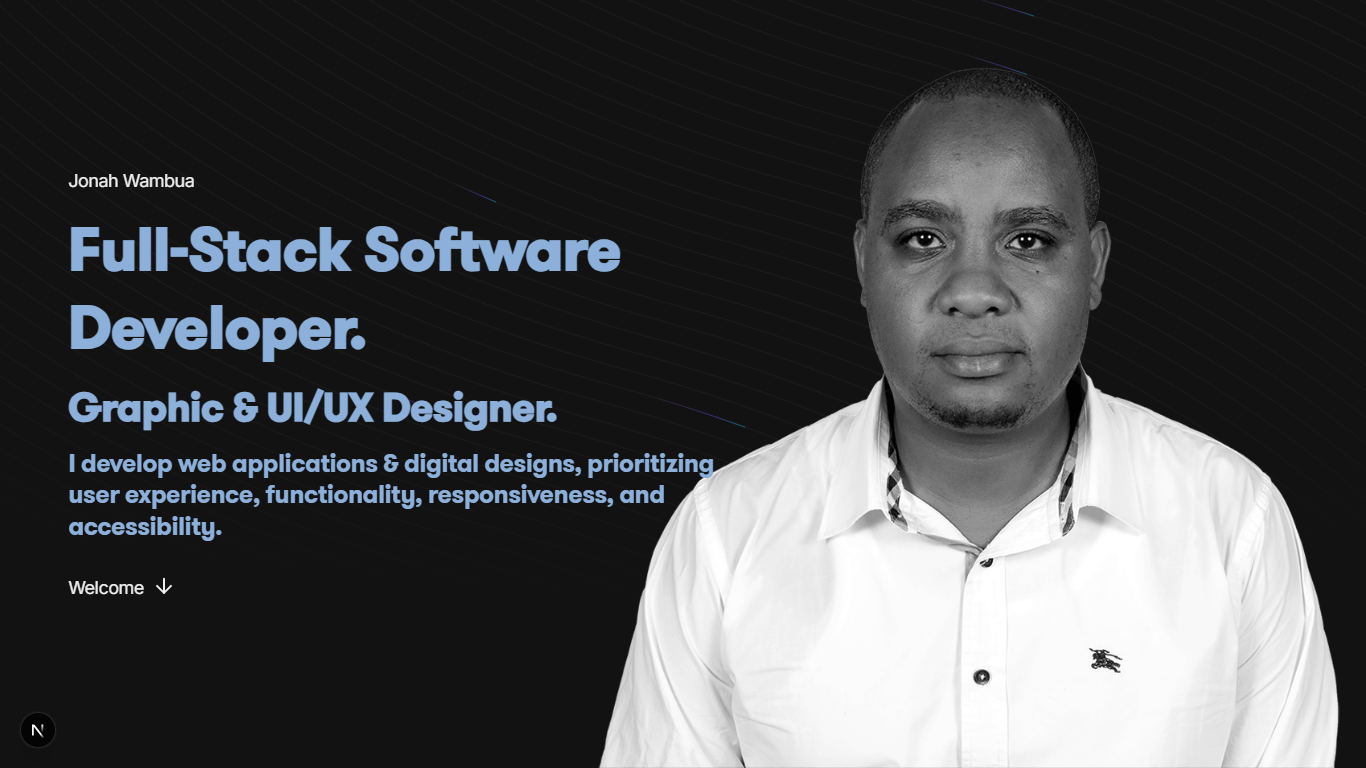 Jonah Wambua
Full-Stack Software
Developer.
Graphic & UI/UX Designer.
I develop web applications & digital designs, prioritizing
user experience, functionality, responsiveness, and
accessibility.
Welcome ↓
N